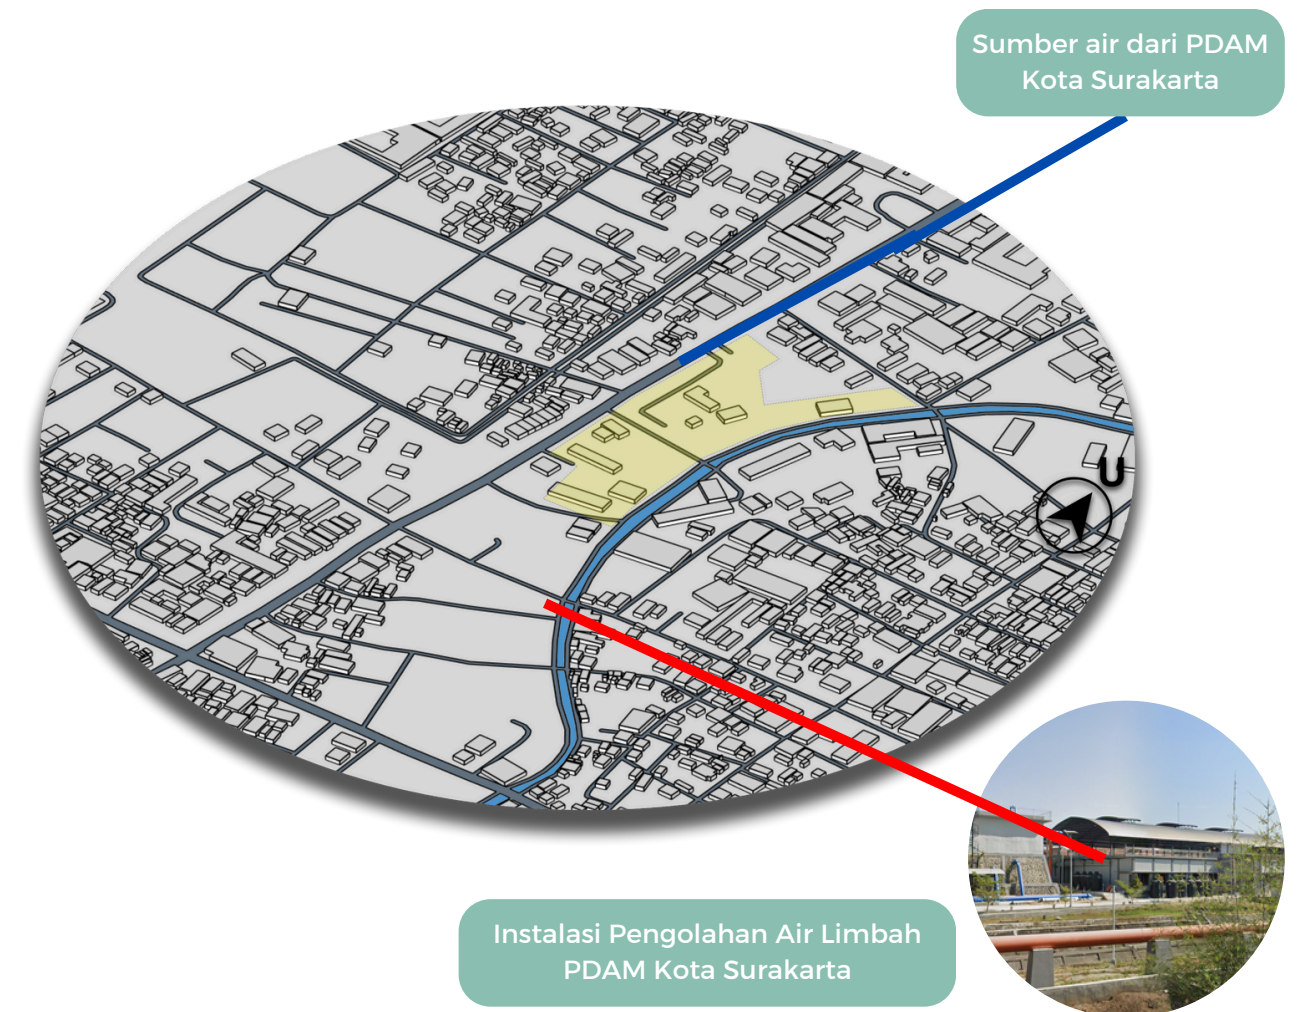 Sumber air dari PDAM
Kota Surakarta
U
Instalasi Pengolahan Air Limbah
PDAM Kota Surakarta